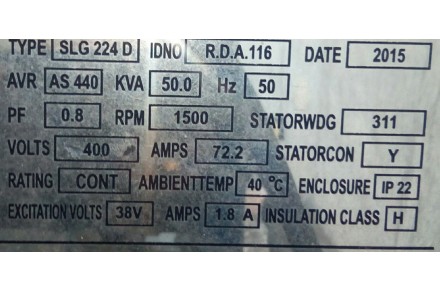 TYPE SLG 224 D IDNO R.D.A.116 DATE 2015
AVR AS 440 KVA 50.0 Hz 50
PF 0.8 RPM 1500 STATORWDG 311
VOLTS 400 AMPS 72.2 STATORCON Y
RATING CONT AMBIENTTEMP 40 °C ENCLOSURE IP 22
EXCITATION VOLTS 38V AMPS 1.8 A INSULATION CLASS H